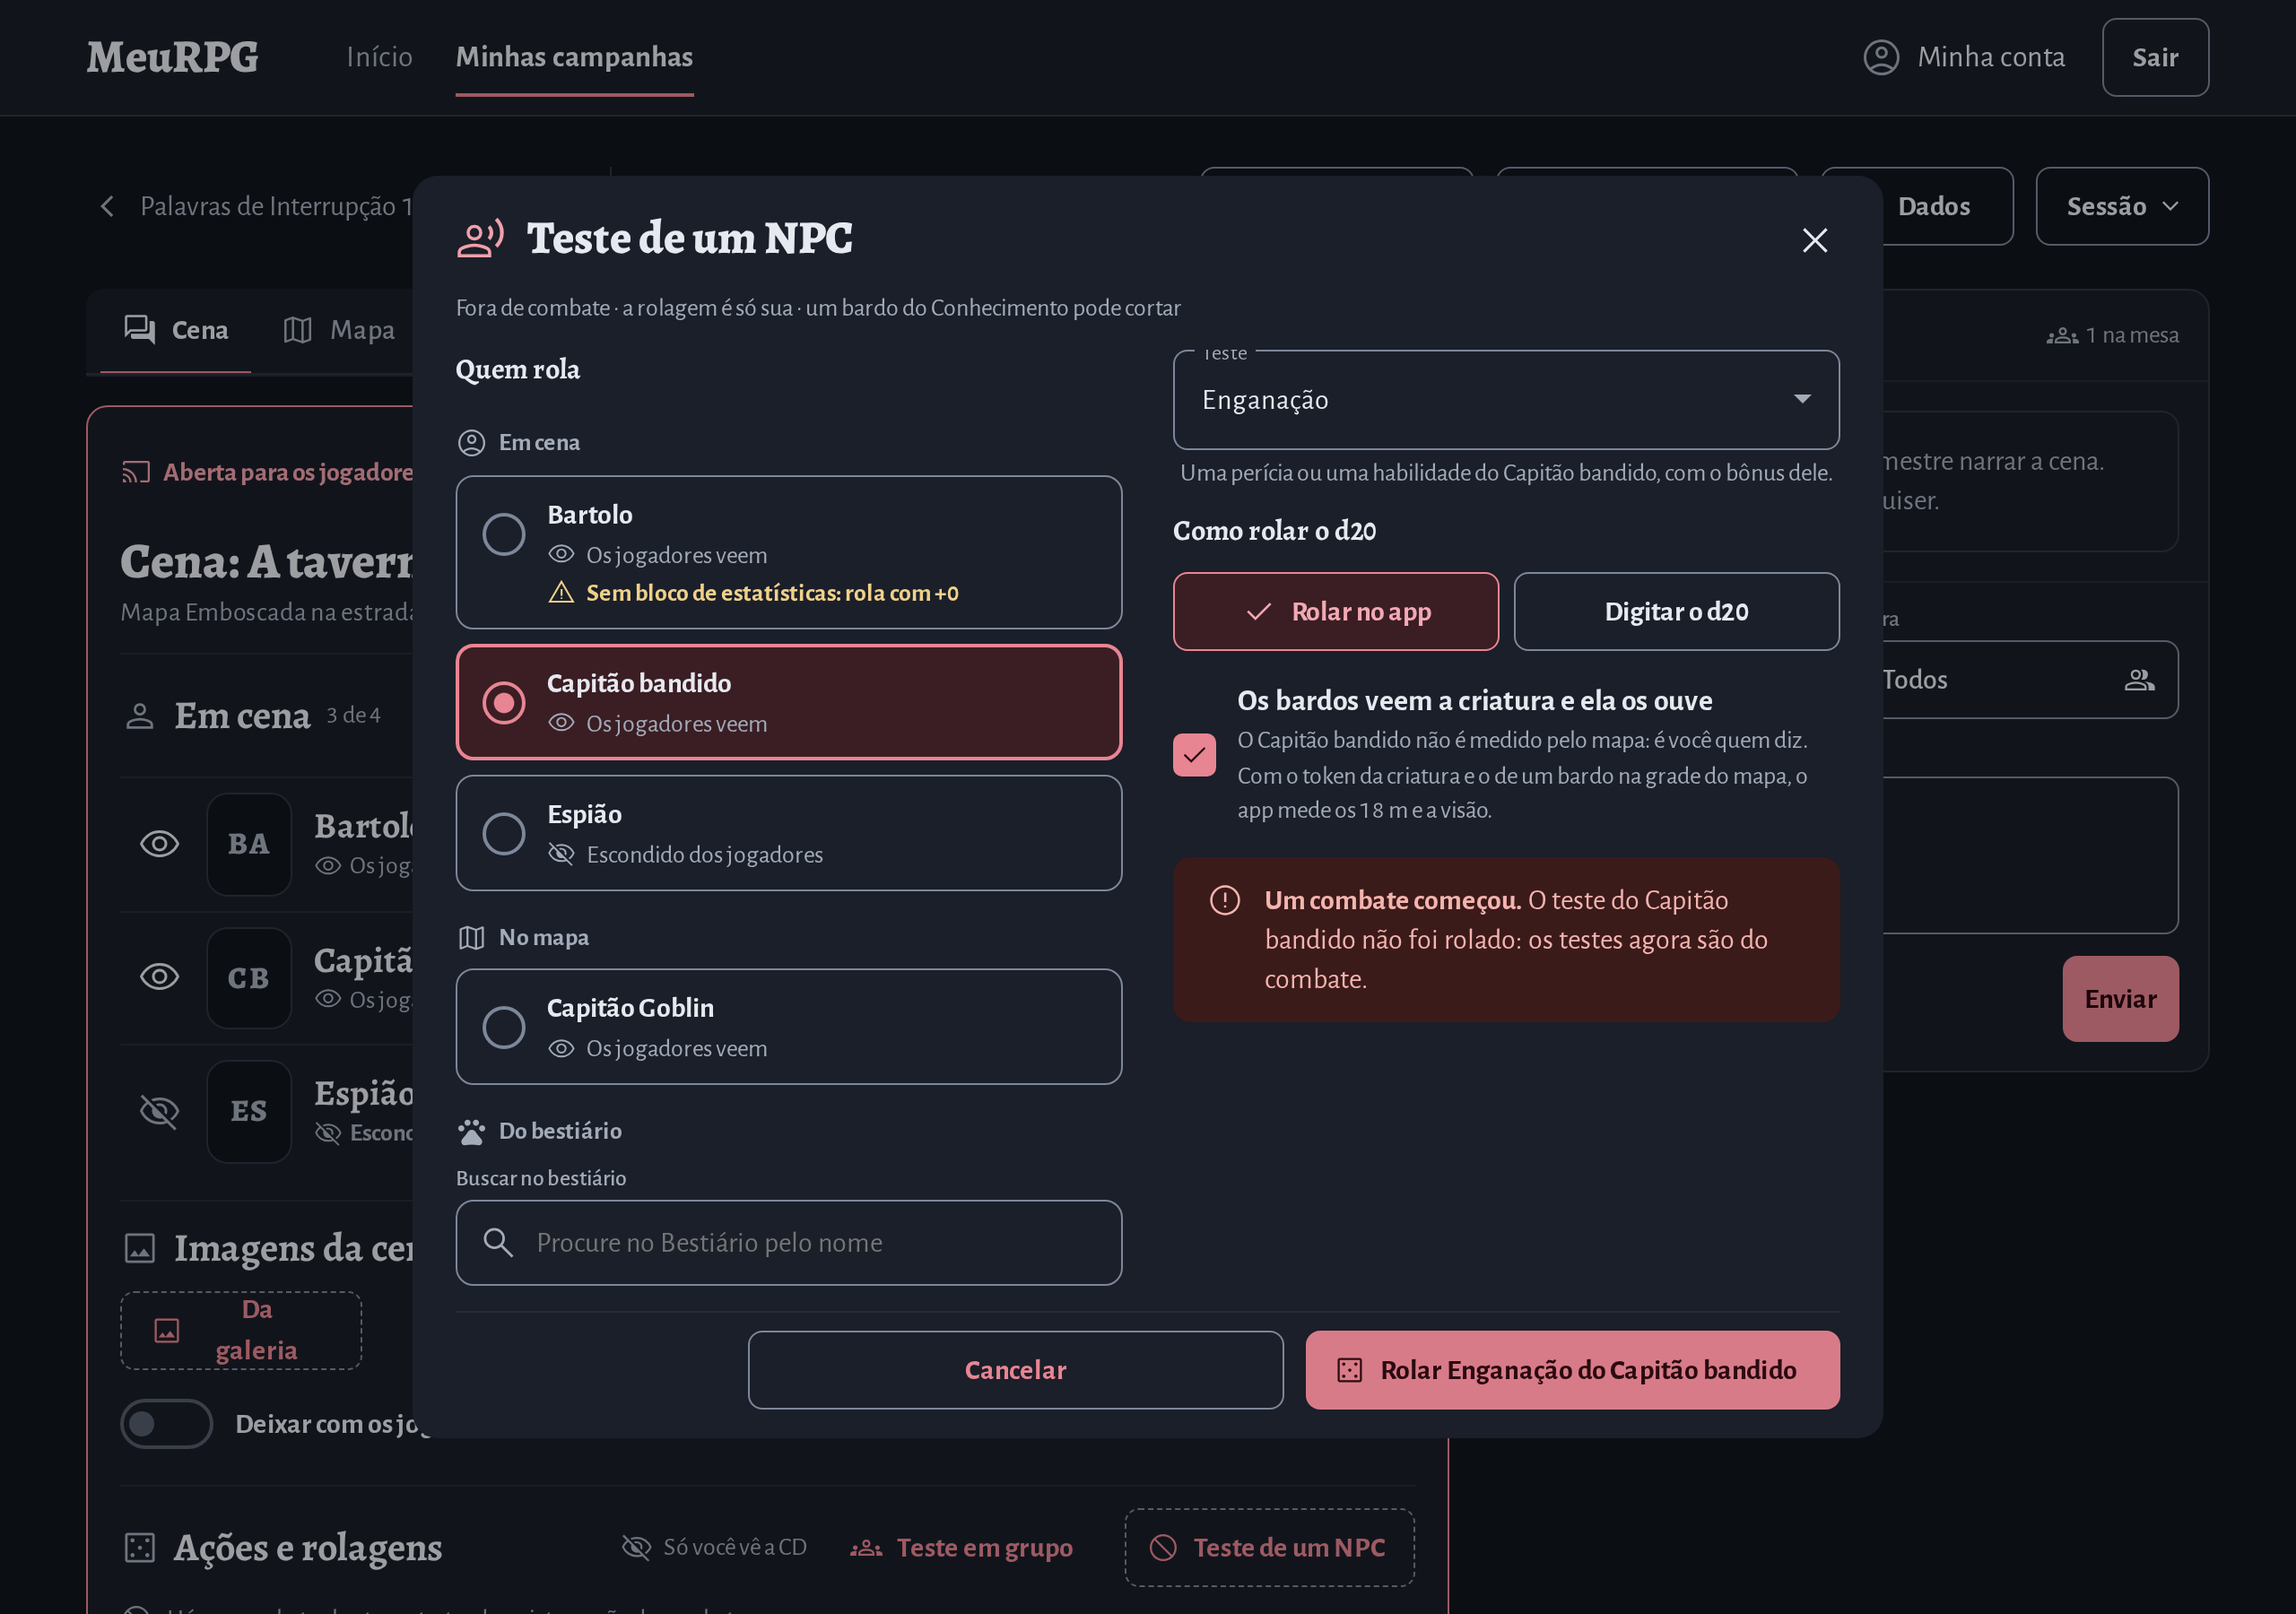 MeuRPG
Início
Minhas campanhas
Minha conta
Sair
Palavras de Interrupção 1
Dados
Sessão
Cena
Mapa
1 na mesa
Aberta para os jogadore
Cena: A tavern
Mapa Emboscada na estrada
Em cena 3 de 4
BA
Bartolo
Os jog
CB
Capitã
Os jog
ES
Espião
Escond
Imagens da cen
Da
galeria
Deixar com os jog
Ações e rolagens
Só você vê a CD
Teste em grupo
Teste de um NPC
mestre narrar a cena.
uiser.
ra
Todos
Enviar
Teste de um NPC
Fora de combate · a rolagem é só sua · um bardo do Conhecimento pode cortar
Quem rola
Em cena
Bartolo
Os jogadores veem
Sem bloco de estatísticas: rola com +0
Capitão bandido
Os jogadores veem
Espião
Escondido dos jogadores
No mapa
Capitão Goblin
Os jogadores veem
Do bestiário
Buscar no bestiário
Procure no Bestiário pelo nome
Teste
Enganação
Uma perícia ou uma habilidade do Capitão bandido, com o bônus dele.
Como rolar o d20
Rolar no app
Digitar o d20
Os bardos veem a criatura e ela os ouve
O Capitão bandido não é medido pelo mapa: é você quem diz.
Com o token da criatura e o de um bardo na grade do mapa, o
app mede os 18 m e a visão.
Um combate começou. O teste do Capitão
bandido não foi rolado: os testes agora são do
combate.
Cancelar
Rolar Enganação do Capitão bandido